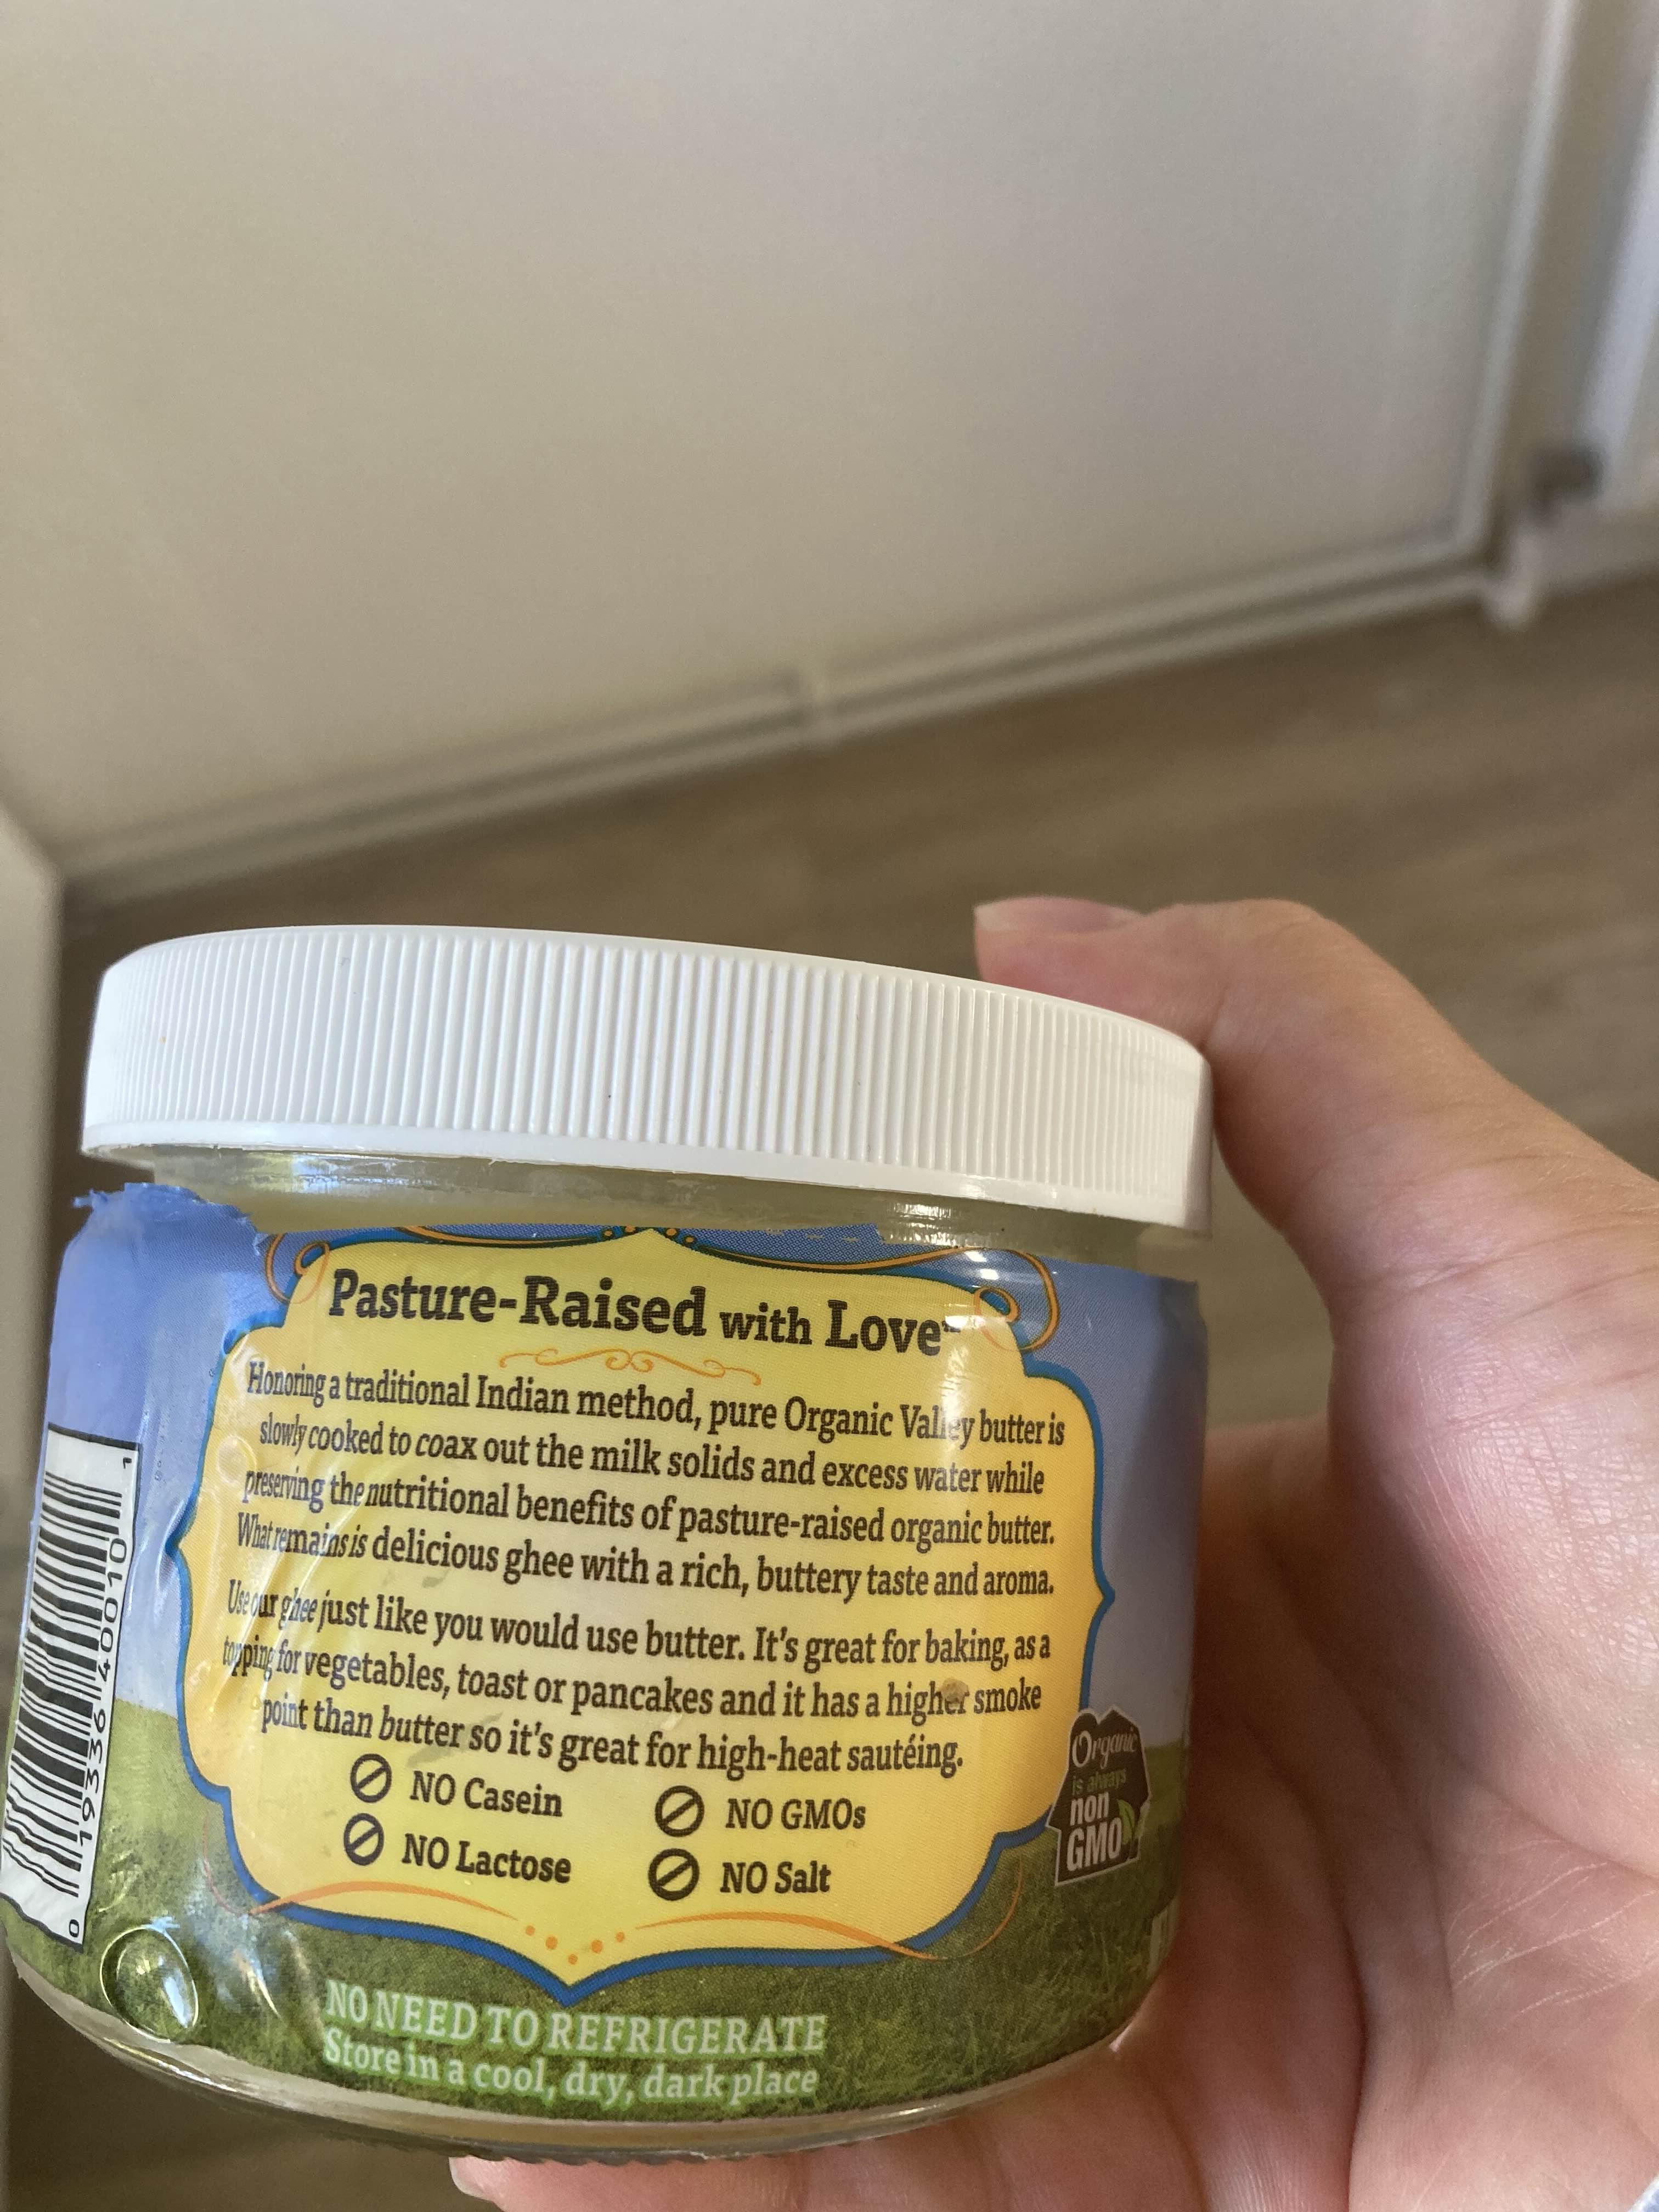 Pasture-Raised with Love™
Honoring a traditional Indian method, pure Organic Valley butter is
slowly cooked to coax out the milk solids and excess water while
preserving the nutritional benefits of pasture-raised organic butter.
What remains is delicious ghee with a rich, buttery taste and aroma.
Use our ghee just like you would use butter. It's great for baking, as a
topping for vegetables, toast or pancakes and it has a higher smoke
point than butter so it's great for high-heat sautéing.
NO Casein
NO GMOs
NO Lactose
NO Salt
NO NEED TO REFRIGERATE
Store in a cool, dry, dark place
Organic
is always
non
GMO
0 19336 40010 1